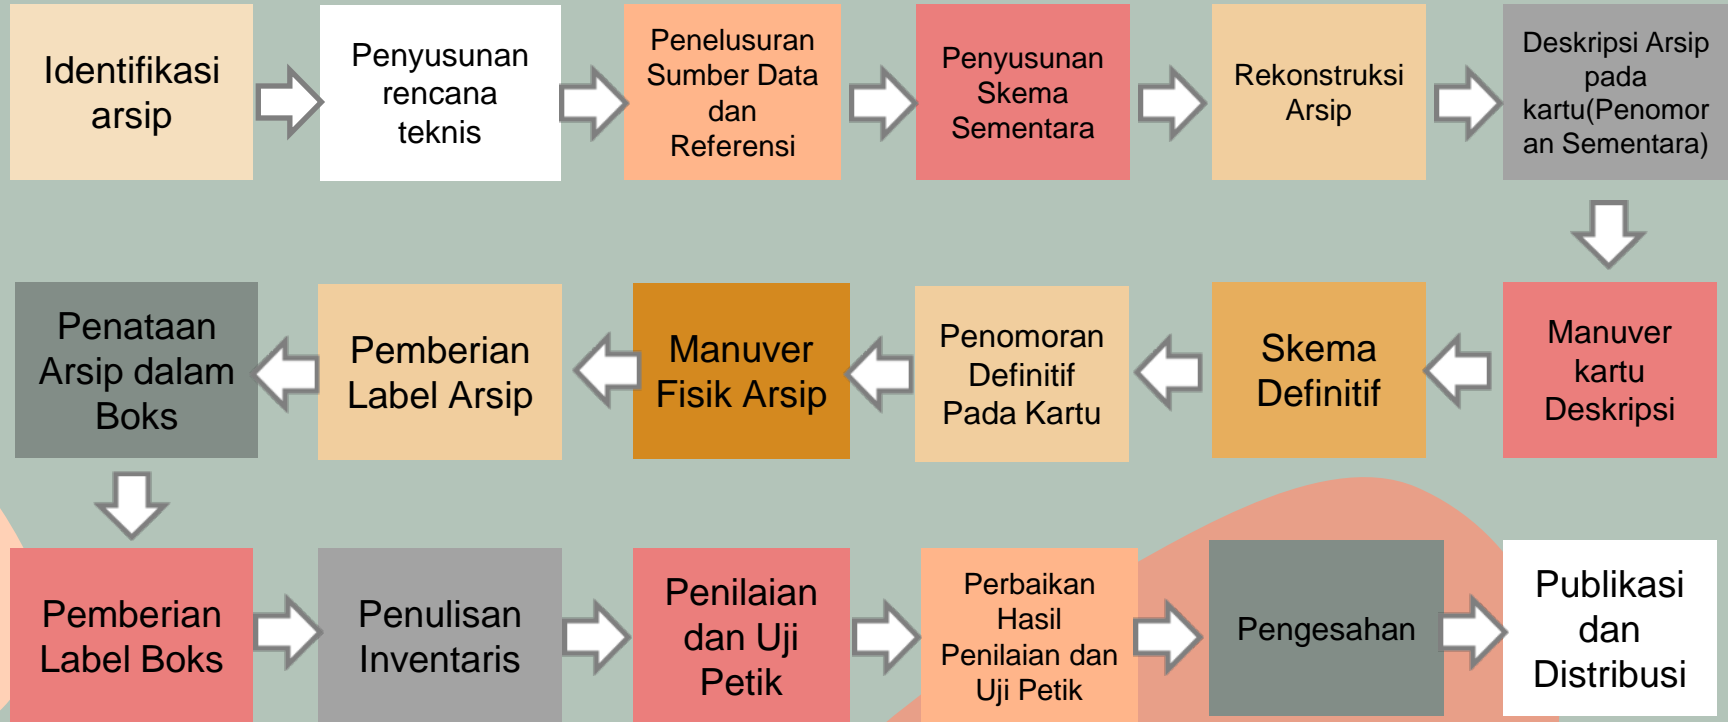 Identifikasi
arsip
Penyusunan
rencana
teknis
Penelusuran
Sumber Data
dan
Referensi
Penyusunan
Skema
Sementara
Rekonstruksi
Arsip
Deskripsi Arsip
pada
kartu(Penomor
an Sementara)
Manuver
kartu
Deskripsi
Skema
Definitif
Penomoran
Definitif
Pada Kartu
Manuver
Fisik Arsip
Pemberian
Label Arsip
Penataan
Arsip dalam
Boks
Pemberian
Label Boks
Penulisan
Inventaris
Penilaian
dan Uji
Petik
Perbaikan
Hasil
Penilaian dan
Uji Petik
Pengesahan
Publikasi
dan
Distribusi